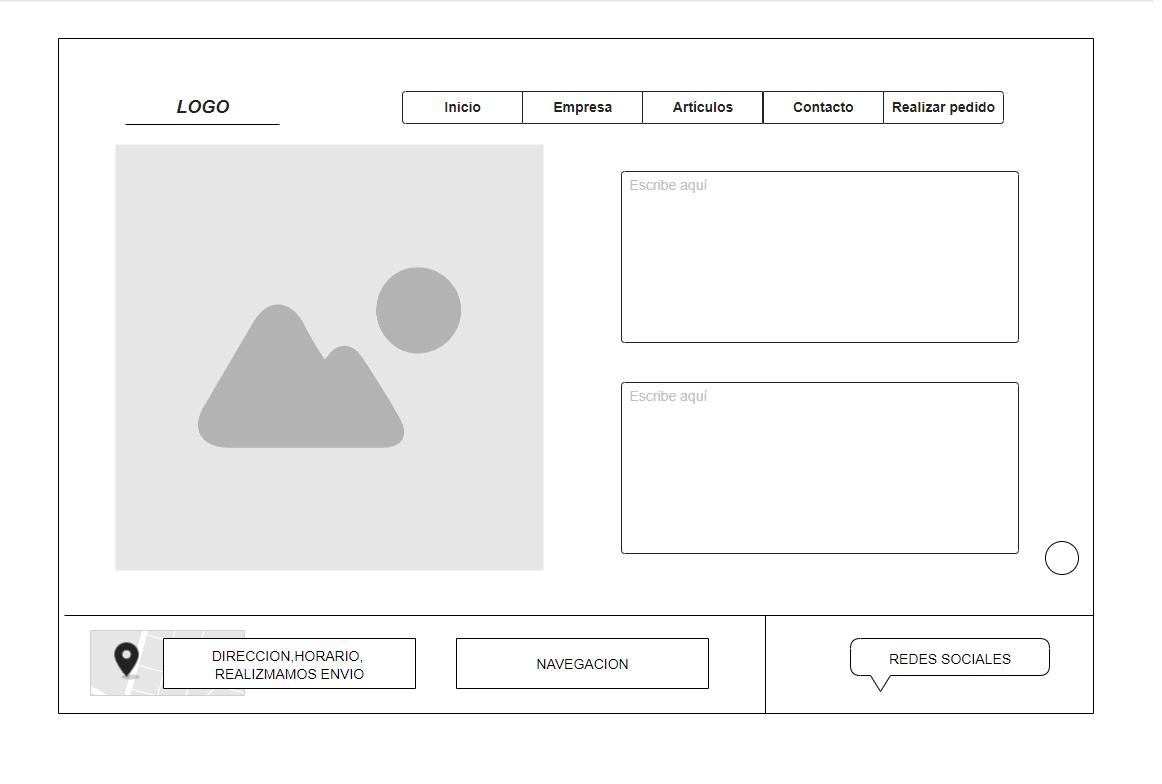 LOGO
Inicio Empresa Artículos Contacto Realizar pedido
Escribe aquí
Escribe aquí
DIRECCION,HORARIO,
REALIZMAMOS ENVIO
NAVEGACION
REDES SOCIALES